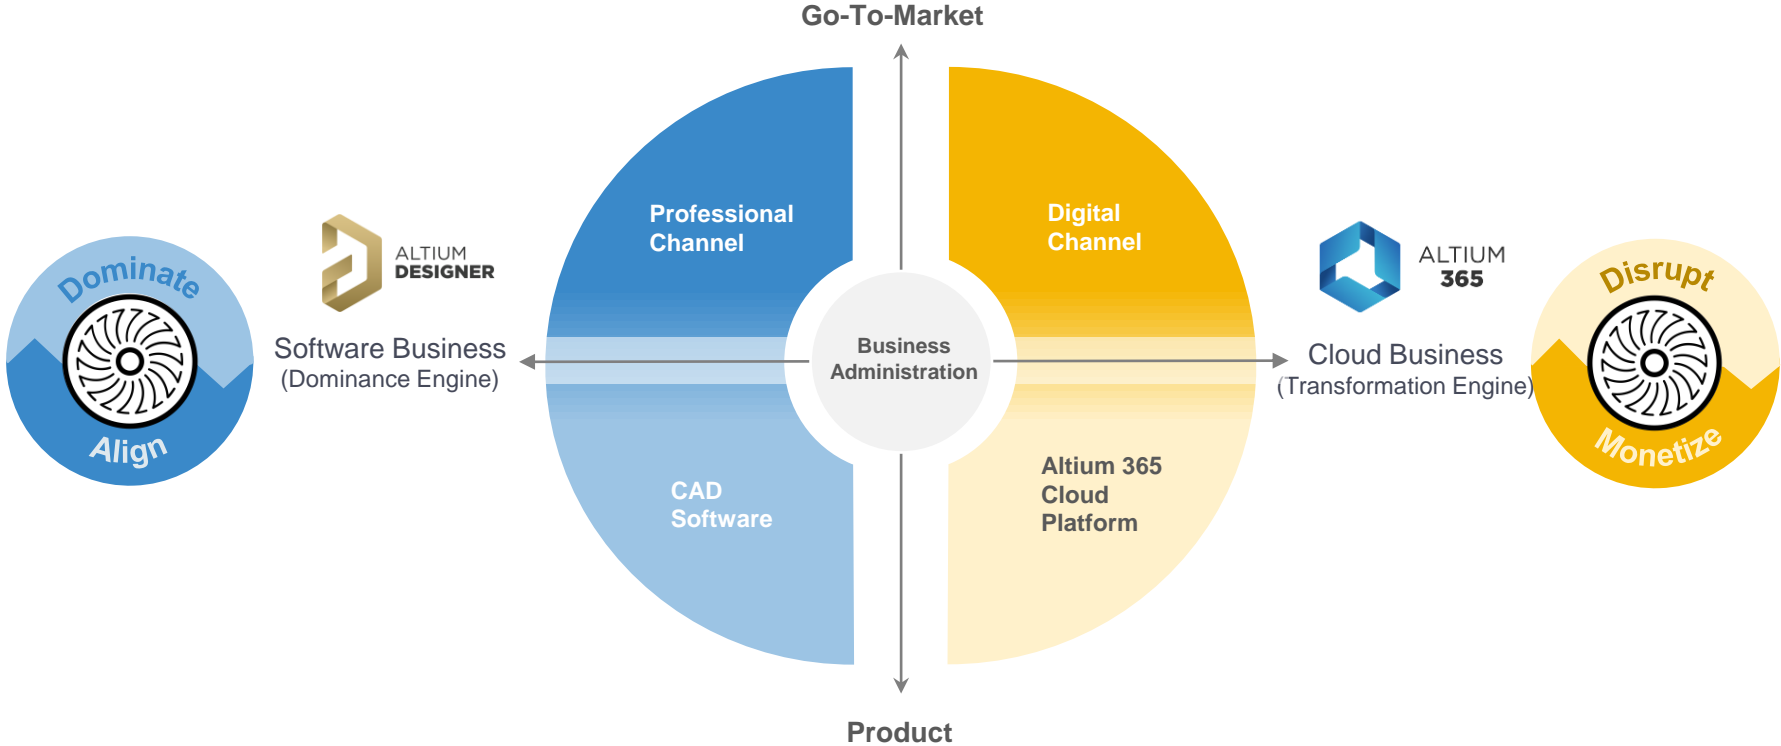 Go-To-Market
Professional
Channel
Digital
Channel
Dominate
Align
ALTIUM
DESIGNER
Software Business
(Dominance Engine)
Business
Administration
ALTIUM
365
Cloud Business
(Transformation Engine)
Disrupt
Monetize
CAD
Software
Altium 365
Cloud
Platform
Product